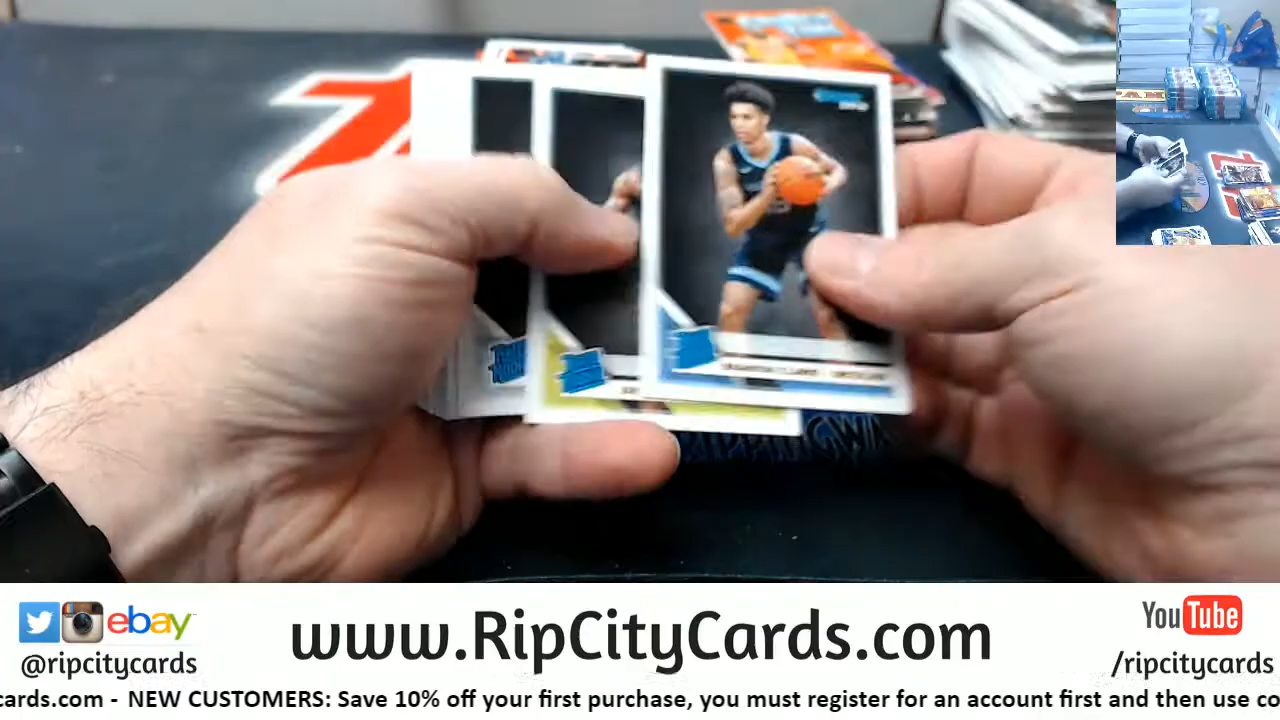 www.RipCityCards.com
ebay
@ripcitycards
YouTube
/ripcitycards
cards.com - NEW CUSTOMERS: Save 10% off your first purchase, you must register for an account first and then use co